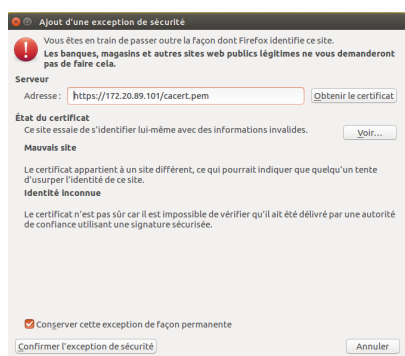 Ajout d'une exception de sécurité
Vous êtes en train de passer outre la façon dont Firefox identifie ce site.
Les banques, magasins et autres sites web publics légitimes ne vous demanderont
pas de faire cela.
Serveur
Adresse : https://172.20.89.101/cacert.pem Obtenir le certificat
État du certificat
Ce site essaie de s'identifier lui-même avec des informations invalides. Voir...
Mauvais site
Le certificat appartient à un site différent, ce qui pourrait indiquer que quelqu'un tente
d'usurper l'identité de ce site.
Identité inconnue
Le certificat n'est pas sûr car il est impossible de vérifier qu'il ait été délivré par une autorité
de confiance utilisant une signature sécurisée.
Conserver cette exception de façon permanente
Confirmer l'exception de sécurité Annuler